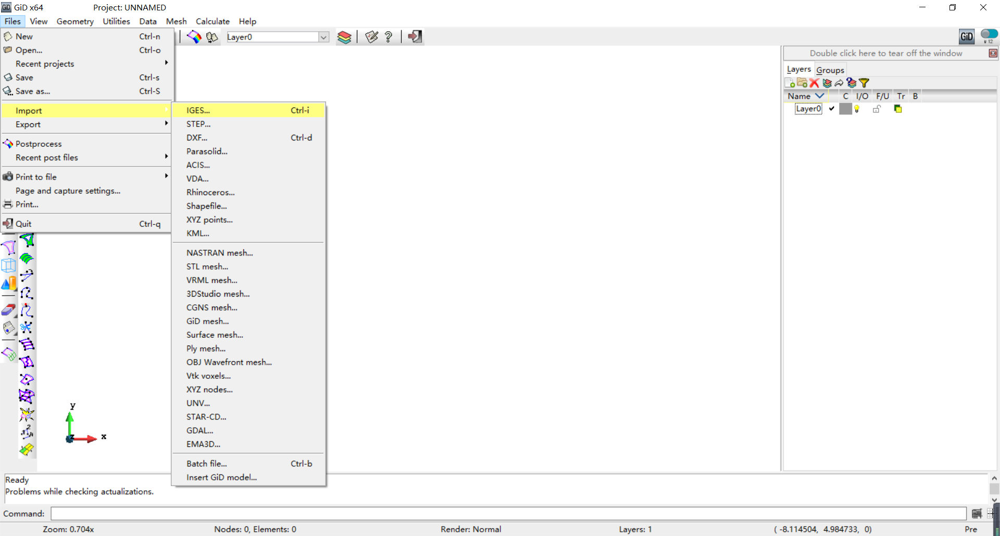 GiD x64 Project: UNNAMED
Files View Geometry Utilities Data Mesh Calculate Help
New Ctrl-n
Open... Ctrl-o
Recent projects
Save Ctrl-s
Save as... Ctrl-S
Import
Export
Postprocess
Recent post files
Print to file
Page and capture settings...
Print...
Quit Ctrl-q
Layer0
IGES... Ctrl-i
STEP...
DXF... Ctrl-d
Parasolid...
ACIS...
VDA...
Rhinoceros...
Shapefile...
XYZ points...
KML...
NASTRAN mesh...
STL mesh...
VRML mesh...
3DStudio mesh...
CGNS mesh...
GiD mesh...
Surface mesh...
Ply mesh...
OBJ Wavefront mesh...
Vtk voxels...
XYZ nodes...
UNV...
STAR-CD...
GDAL...
EMA3D...
Batch file... Ctrl-b
Insert GiD model...
GiD
v 12
Double click here to tear off the window
Layers Groups
Name C I/O F/U Tr B
Layer0
y
z x
Ready
Problems while checking actualizations.
Command:
Zoom: 0.704x Nodes: 0, Elements: 0 Render: Normal Layers: 1 ( -8.114504, 4.984733, 0) Pre